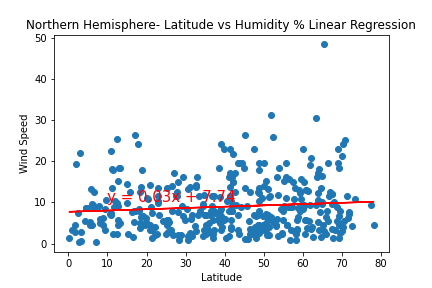 Northern Hemisphere- Latitude vs Humidity % Linear Regression
50
40
30
20
10
0
Wind Speed
y = 0.03x + 7.74
0 10 20 30 40 50 60 70 80
Latitude